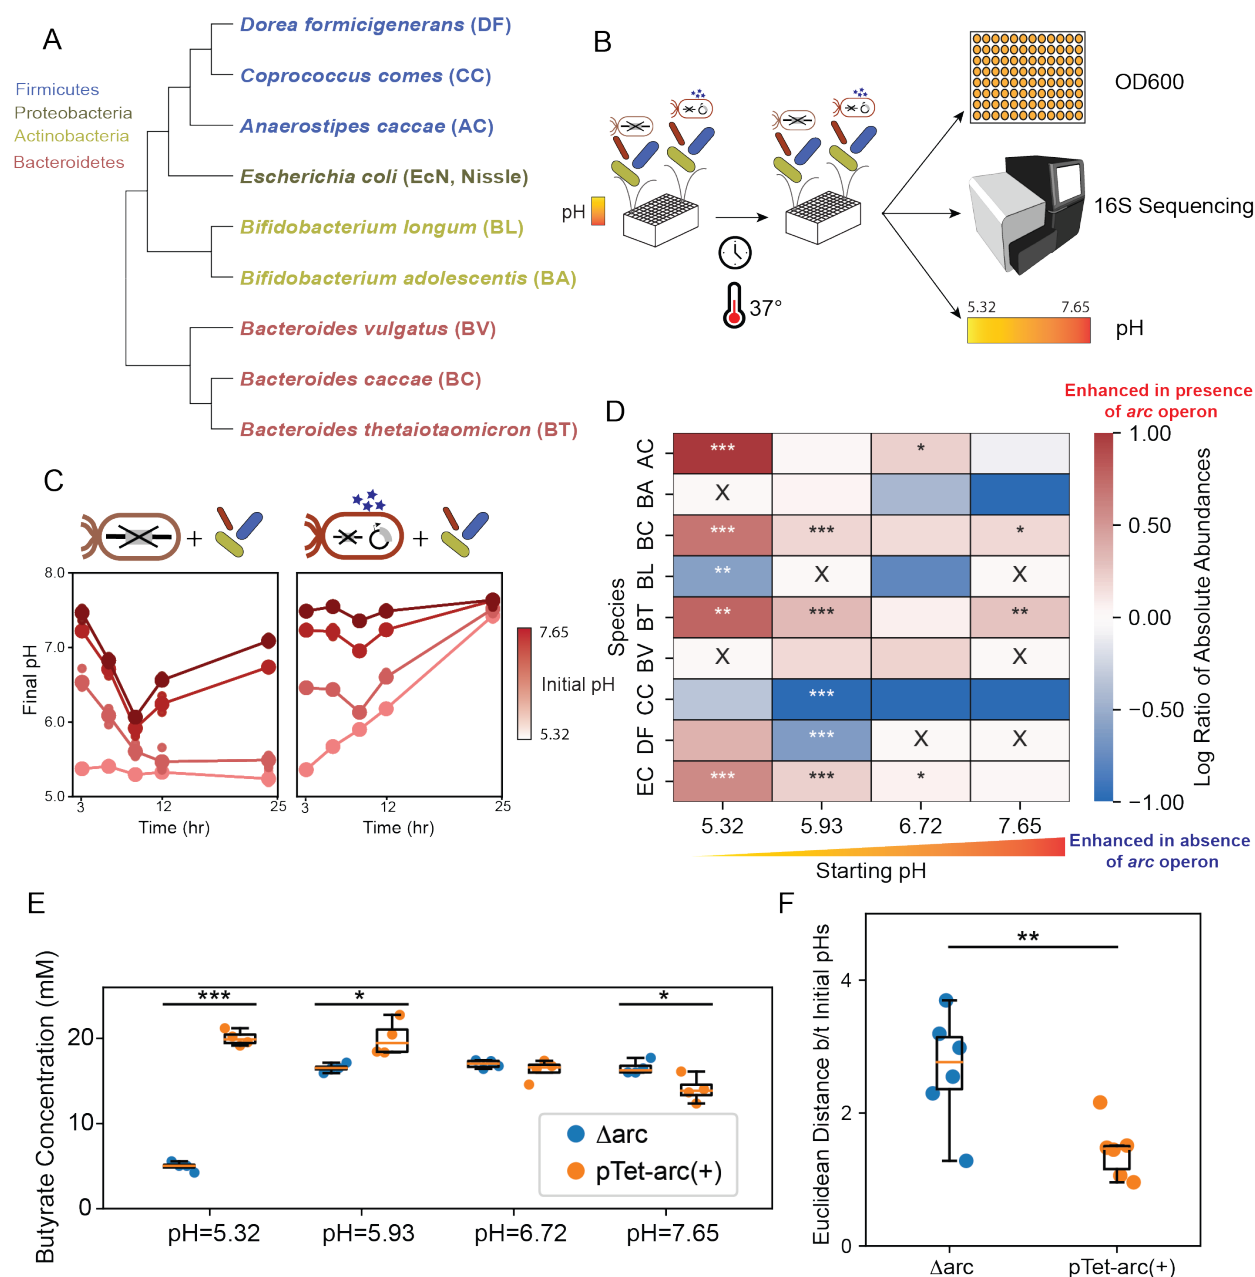 A
Firmicutes
Proteobacteria
Actinobacteria
Bacteroidetes
Dorea formicigenerans (DF)
Coprococcus comes (CC)
Anaerostipes caccae (AC)
Escherichia coli (EcN, Nissle)
Bifidobacterium longum (BL)
Bifidobacterium adolescentis (BA)
Bacteroides vulgatus (BV)
Bacteroides caccae (BC)
Bacteroides thetaiotaomicron (BT)
B
pH
37°
OD600
16S Sequencing
5.32 7.65
pH
C
+ +
Final pH
8.0
7.0
6.0
5.0
3 12 25
Time (hr)
3 12 25
Time (hr)
7.65
Initial pH
5.32
D
Enhanced in presence
of arc operon
Species
AC *** *
BA X
BC *** *** *
BL ** X X
BT ** *** **
BV X X
CC ***
DF *** X X
EC *** *** *
5.32 5.93 6.72 7.65
Starting pH
1.00
0.50
0.00
−0.50
−1.00
Log Ratio of Absolute Abundances
Enhanced in absence
of arc operon
E
Butyrate Concentration (mM)
20
10
0
*** * *
Δarc
pTet-arc(+)
pH=5.32 pH=5.93 pH=6.72 pH=7.65
F
Euclidean Distance b/t Initial pHs
4
2
0
**
Δarc pTet-arc(+)